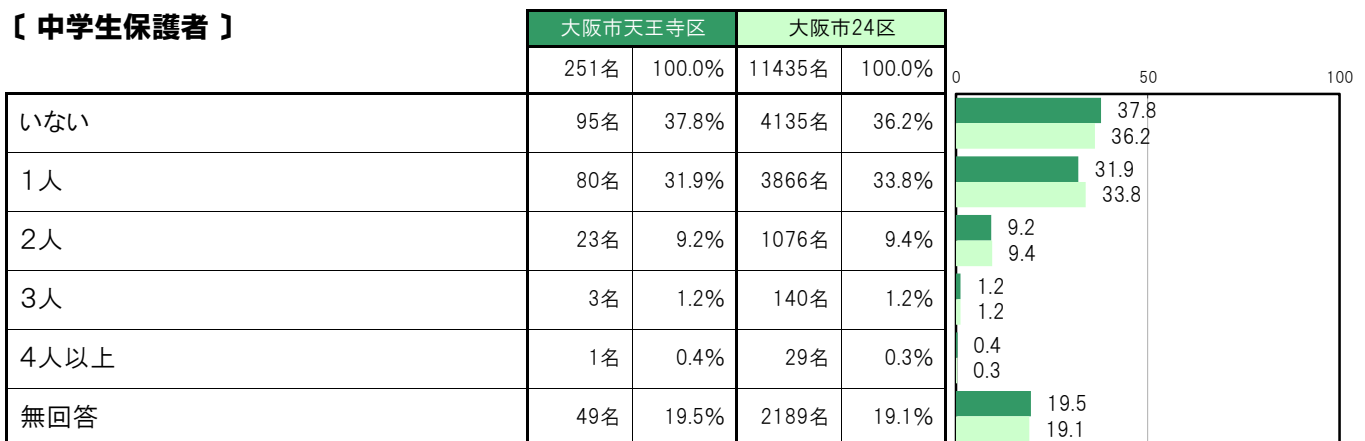 〔 中学生保護者 〕
大阪市天王寺区 大阪市24区
251名 100.0% 11435名 100.0%
0 50 100
いない 95名 37.8% 4135名 36.2% 37.8
36.2
1人 80名 31.9% 3866名 33.8% 31.9
33.8
2人 23名 9.2% 1076名 9.4% 9.2
9.4
3人 3名 1.2% 140名 1.2% 1.2
1.2
4人以上 1名 0.4% 29名 0.3% 0.4
0.3
無回答 49名 19.5% 2189名 19.1% 19.5
19.1